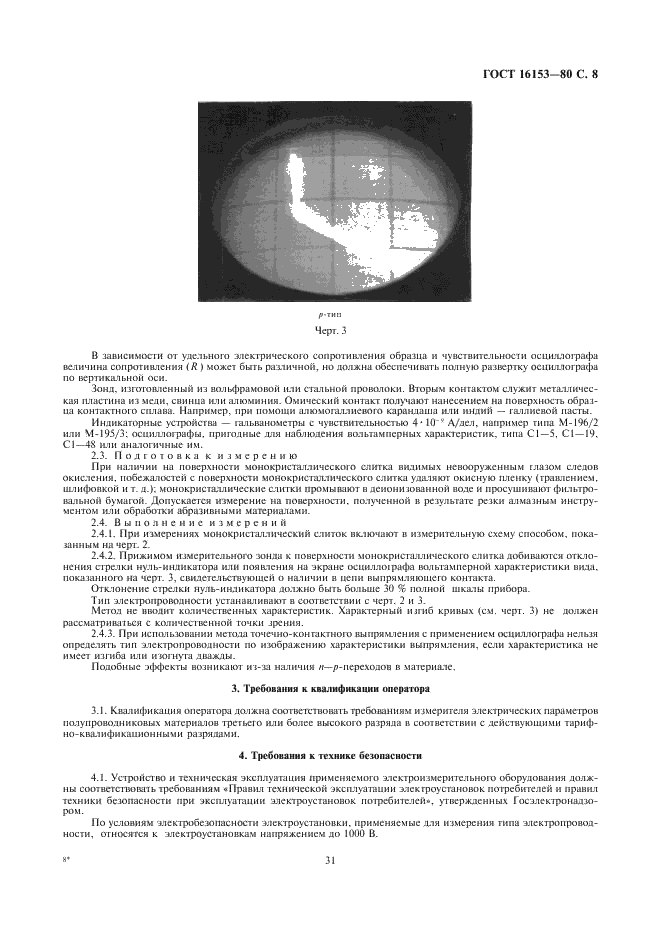 ГОСТ 16153—80 С. 8
p-тип
Черт. 3
В зависимости от удельного электрического сопротивления образца и чувствительности осциллографа
величина сопротивления (R) может быть различной, но должна обеспечивать полную развертку осциллографа
по вертикальной оси.
Зонд, изготовленный из вольфрамовой или стальной проволоки. Вторым контактом служит металличес-
кая пластина из меди, свинца или алюминия. Омический контакт получают нанесением на поверхность образ-
ца контактного сплава. Например, при помощи алюмогаллиевого карандаша или индий — галлиевой пасты.
Индикаторные устройства — гальванометры с чувствительностью 4·10⁻⁹ А/дел, например типа М-196/2
или М-195/3; осциллографы, пригодные для наблюдения вольтамперных характеристик, типа С1—5, С1—19,
С1—48 или аналогичные им.
2.3. Подготовка к измерению
При наличии на поверхности монокристаллического слитка видимых невооруженным глазом следов
окисления, побежалостей с поверхности монокристаллического слитка удаляют окисную пленку (травлением,
шлифовкой и т. д.); монокристаллические слитки промывают в деионизованной воде и просушивают фильтро-
вальной бумагой. Допускается измерение на поверхности, полученной в результате резки алмазным инстру-
ментом или обработки абразивными материалами.
2.4. Выполнение измерений
2.4.1. При измерениях монокристаллический слиток включают в измерительную схему способом, пока-
занным на черт. 2.
2.4.2. Прижимом измерительного зонда к поверхности монокристаллического слитка добиваются откло-
нения стрелки нуль-индикатора или появления на экране осциллографа вольтамперной характеристики вида,
показанного на черт. 3, свидетельствующей о наличии в цепи выпрямляющего контакта.
Отклонение стрелки нуль-индикатора должно быть больше 30 % полной шкалы прибора.
Тип электропроводности устанавливают в соответствии с черт. 2 и 3.
Метод не вводит количественных характеристик. Характерный изгиб кривых (см. черт. 3) не должен
рассматриваться с количественной точки зрения.
2.4.3. При использовании метода точечно-контактного выпрямления с применением осциллографа нельзя
определять тип электропроводности по изображению характеристики выпрямления, если характеристика не
имеет изгиба или изогнута дважды.
Подобные эффекты возникают из-за наличия n—p-переходов в материале.
3. Требования к квалификации оператора
3.1. Квалификация оператора должна соответствовать требованиям измерителя электрических параметров
полупроводниковых материалов третьего или более высокого разряда в соответствии с действующими тариф-
но-квалификационными разрядами.
4. Требования к технике безопасности
4.1. Устройство и техническая эксплуатация применяемого электроизмерительного оборудования долж-
ны соответствовать требованиям «Правил технической эксплуатации электроустановок потребителей и правил
техники безопасности при эксплуатации электроустановок потребителей», утвержденных Госэлектронадзо-
ром.
По условиям электробезопасности электроустановки, применяемые для измерения типа электропровод-
ности, относятся к электроустановкам напряжением до 1000 В.
8*
31